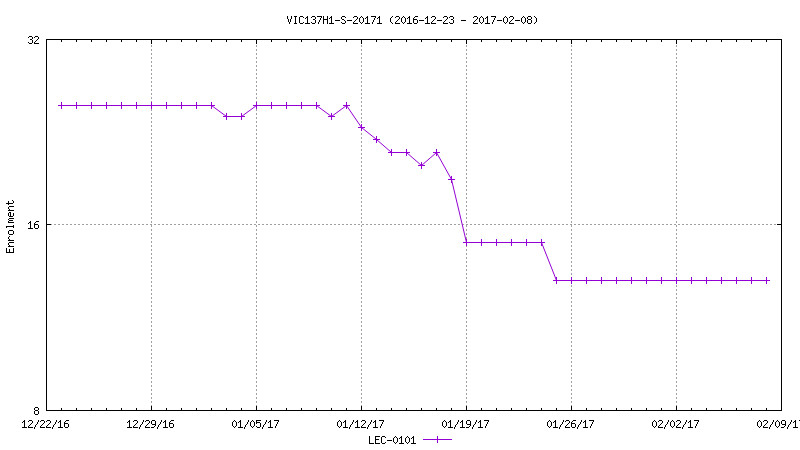 VIC137H1-S-20171 (2016-12-23 - 2017-02-08)
32
16
8
Enrolment
12/22/16 12/29/16 01/05/17 01/12/17 01/19/17 01/26/17 02/02/17 02/09/1
LEC-0101